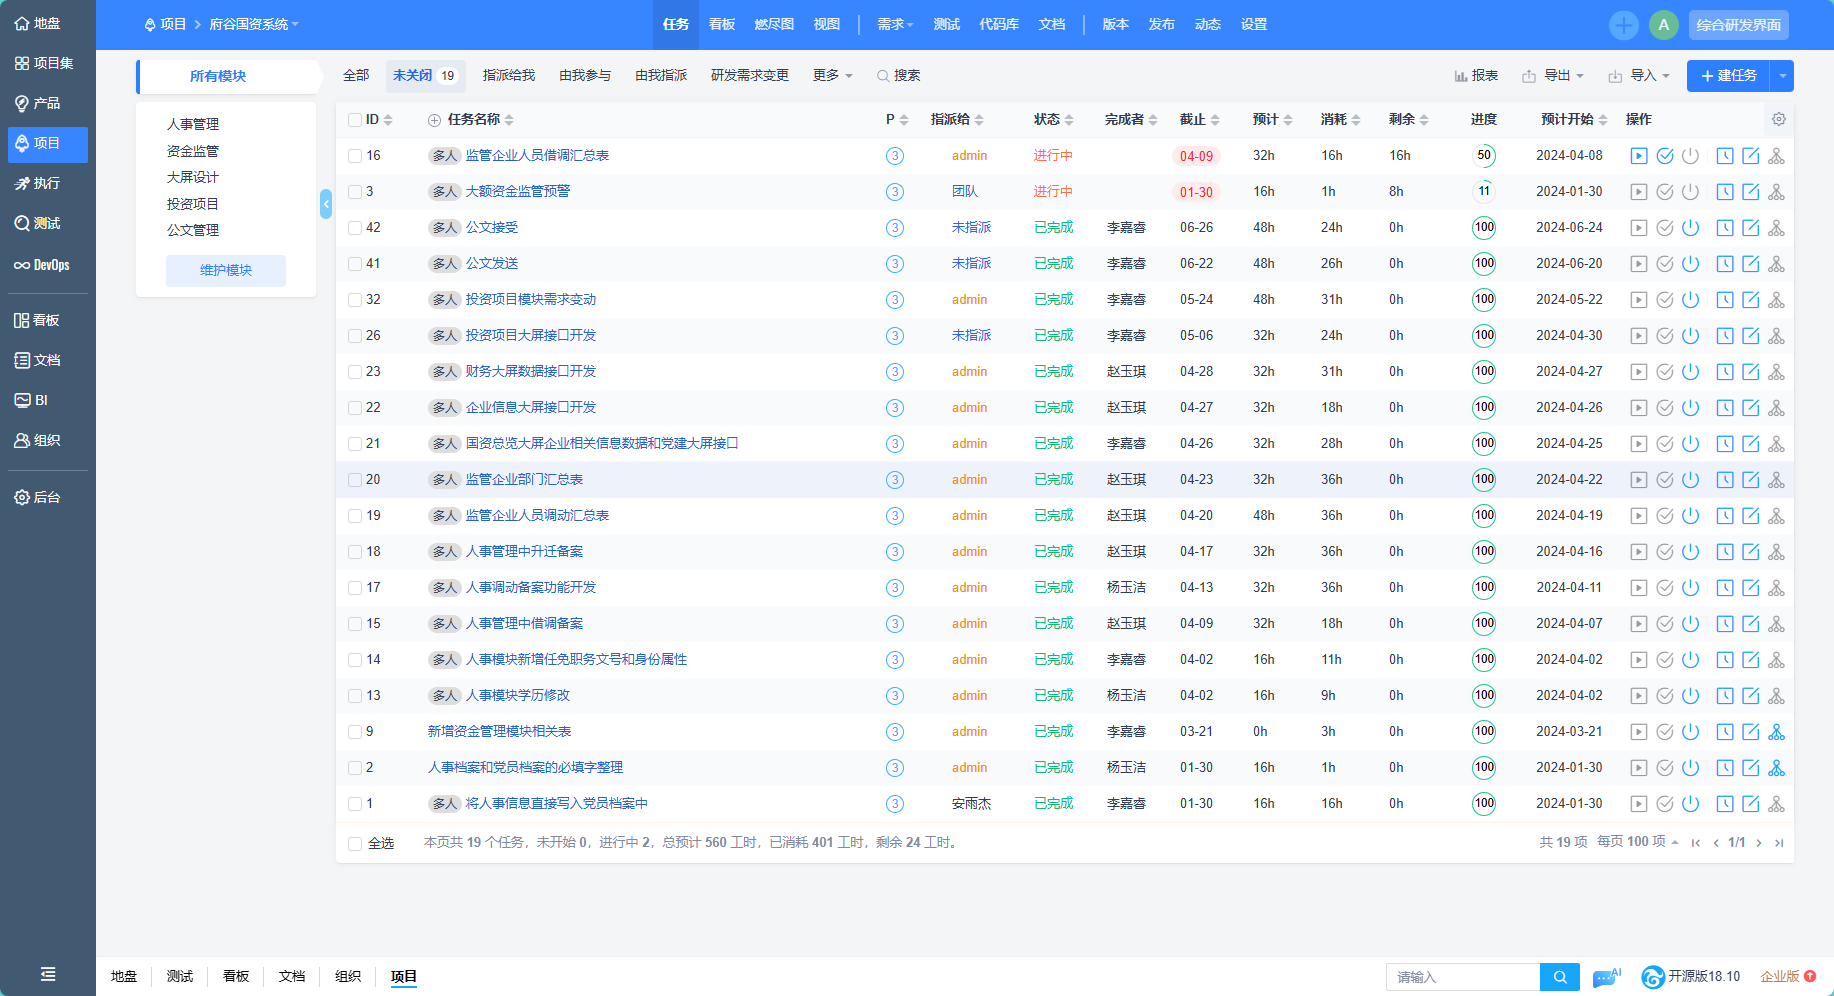 地盘
项目集
产品
项目
执行
测试
DevOps
看板
文档
BI
组织
后台
项目 > 府谷国资系统
任务 看板 燃尽图 视图 需求 测试 代码库 文档 版本 发布 动态 设置
A 综合研发界面
所有模块
人事管理
资金监管
大屏设计
投资项目
公文管理
维护模块
全部 未关闭 19 指派给我 由我参与 由我指派 研发需求变更 更多 搜索
报表 导出 导入 + 建任务
ID 任务名称 P 指派给 状态 完成者 截止 预计 消耗 剩余 进度 预计开始 操作
16 多人 监管企业人员借调汇总表 3 admin 进行中 04-09 32h 16h 16h 50 2024-04-08
3 多人 大额资金监管预警 3 团队 进行中 01-30 16h 1h 8h 11 2024-01-30
42 多人 公文接受 3 未指派 已完成 李嘉睿 06-26 48h 24h 0h 100 2024-06-24
41 多人 公文发送 3 未指派 已完成 李嘉睿 06-22 48h 26h 0h 100 2024-06-20
32 多人 投资项目模块需求变动 3 admin 已完成 李嘉睿 05-24 48h 31h 0h 100 2024-05-22
26 多人 投资项目大屏接口开发 3 未指派 已完成 李嘉睿 05-06 32h 24h 0h 100 2024-04-30
23 多人 财务大屏数据接口开发 3 admin 已完成 赵玉琪 04-28 32h 31h 0h 100 2024-04-27
22 多人 企业信息大屏接口开发 3 admin 已完成 赵玉琪 04-27 32h 18h 0h 100 2024-04-26
21 多人 国资总览大屏企业相关信息数据和党建大屏接口 3 admin 已完成 李嘉睿 04-26 32h 28h 0h 100 2024-04-25
20 多人 监管企业部门汇总表 3 admin 已完成 赵玉琪 04-23 32h 36h 0h 100 2024-04-22
19 多人 监管企业人员调动汇总表 3 admin 已完成 赵玉琪 04-20 48h 36h 0h 100 2024-04-19
18 多人 人事管理中升迁备案 3 admin 已完成 赵玉琪 04-17 32h 36h 0h 100 2024-04-16
17 多人 人事调动备案功能开发 3 admin 已完成 杨玉洁 04-13 32h 36h 0h 100 2024-04-11
15 多人 人事管理中借调备案 3 admin 已完成 赵玉琪 04-09 32h 18h 0h 100 2024-04-07
14 多人 人事模块新增任免职务文号和身份属性 3 admin 已完成 李嘉睿 04-02 16h 11h 0h 100 2024-04-02
13 多人 人事模块学历修改 3 admin 已完成 杨玉洁 04-02 16h 9h 0h 100 2024-04-02
9 新增资金管理模块相关表 3 admin 已完成 李嘉睿 03-21 0h 3h 0h 100 2024-03-21
2 人事档案和党员档案的必填字整理 3 admin 已完成 杨玉洁 01-30 16h 1h 0h 100 2024-01-30
1 多人 将人事信息直接写入党员档案中 3 安雨杰 已完成 李嘉睿 01-30 16h 16h 0h 100 2024-01-30
全选 本页共 19 个任务，未开始 0，进行中 2，总预计 560 工时，已消耗 401 工时，剩余 24 工时。 共 19 项 每页 100 项 1/1
地盘 测试 看板 文档 组织 项目 请输入 AI 开源版18.10 企业版